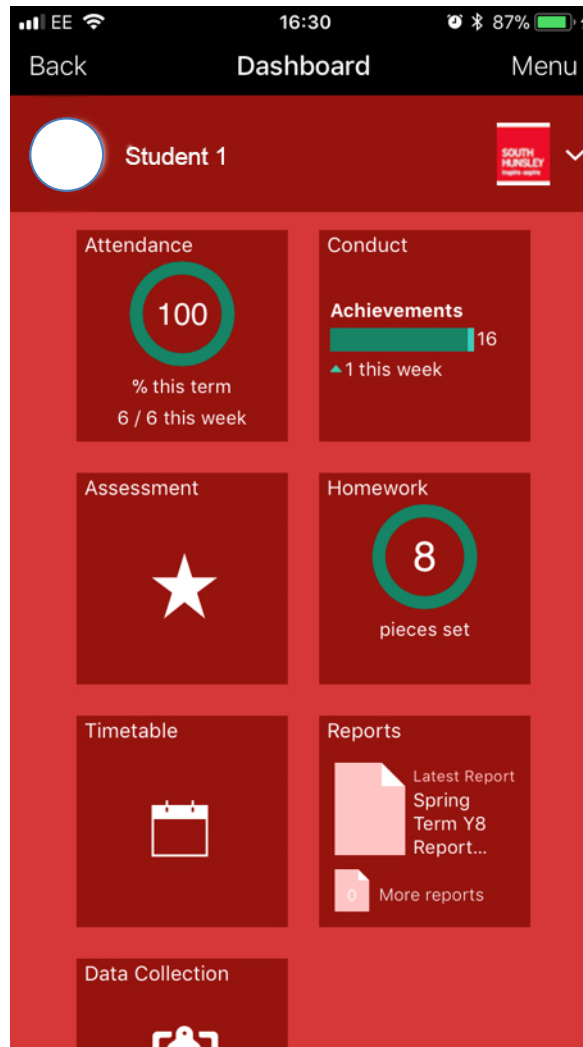 EE 16:30 87%
Back Dashboard Menu
Student 1
SOUTH
HUNSLEY
inspire-aspire
Attendance
100
% this term
6 / 6 this week
Conduct
Achievements
16
1 this week
Assessment
Homework
8
pieces set
Timetable
Reports
Latest Report
Spring
Term Y8
Report...
0 More reports
Data Collection